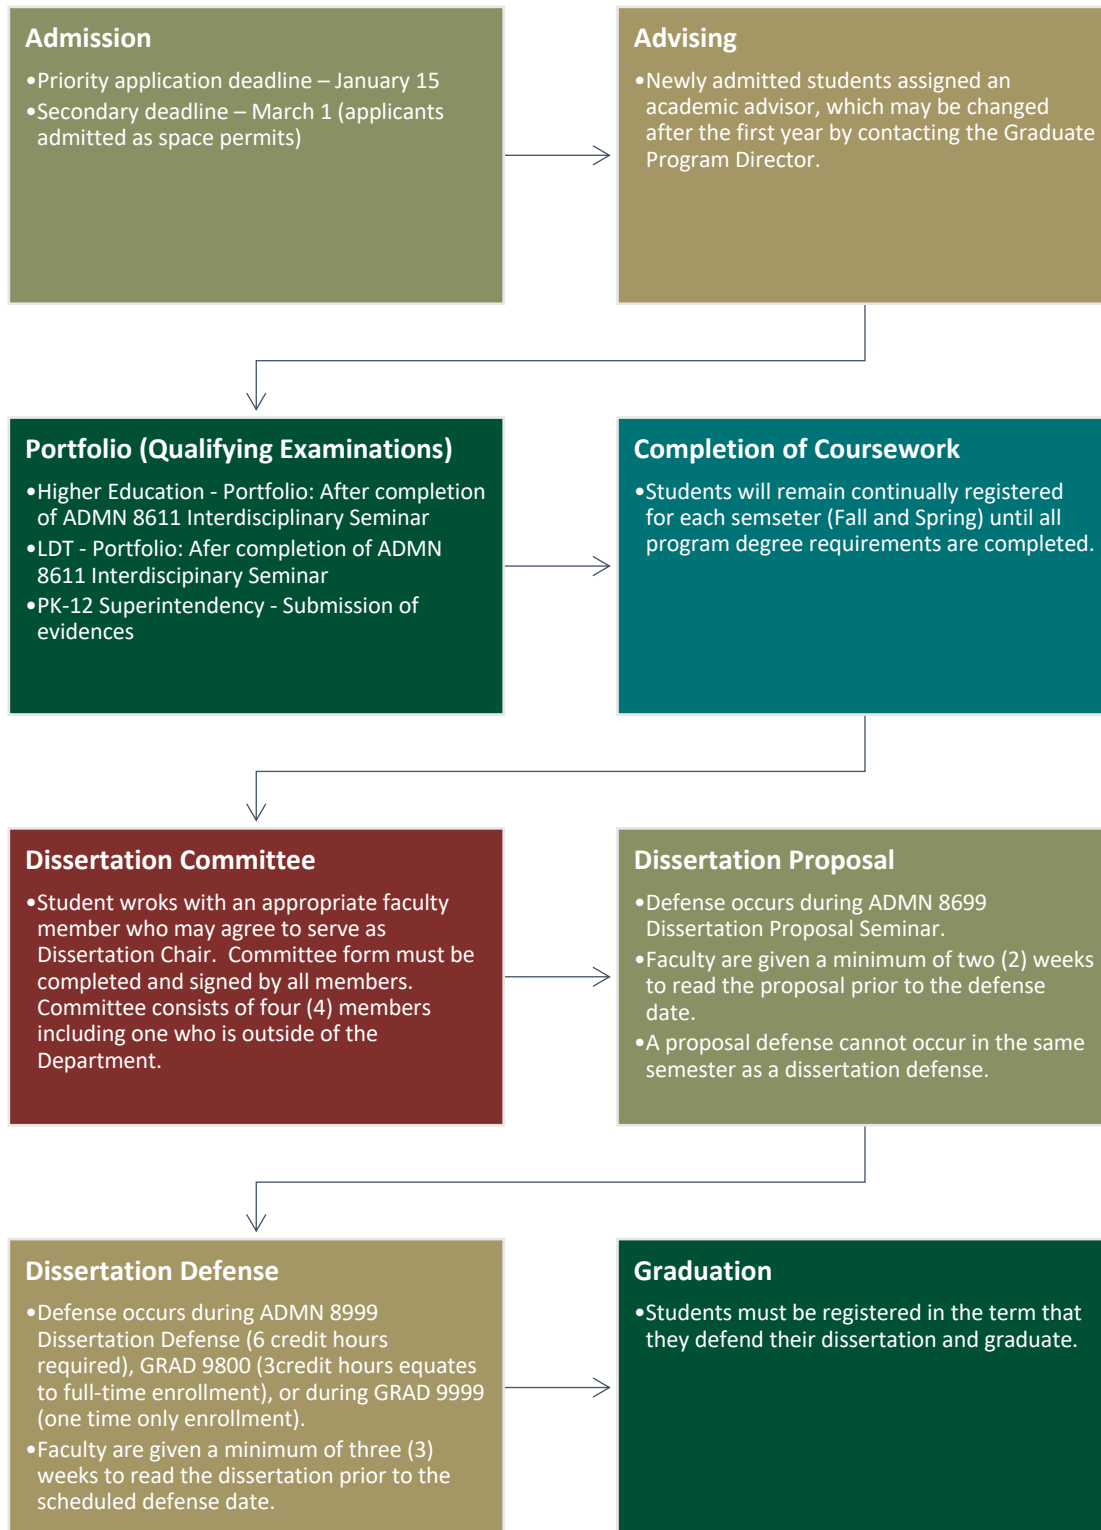 Admission
•Priority application deadline – January 15
•Secondary deadline – March 1 (applicants
admitted as space permits)
Advising
•Newly admitted students assigned an
academic advisor, which may be changed
after the first year by contacting the Graduate
Program Director.
Portfolio (Qualifying Examinations)
•Higher Education - Portfolio: After completion
of ADMN 8611 Interdisciplinary Seminar
•LDT - Portfolio: Afer completion of ADMN
8611 Interdiscipinary Seminar
•PK-12 Superintendency - Submission of
evidences
Completion of Coursework
•Students will remain continually registered
for each semseter (Fall and Spring) until all
program degree requirements are completed.
Dissertation Committee
•Student wroks with an appropriate faculty
member who may agree to serve as
Dissertation Chair.  Committee form must be
completed and signed by all members.
Committee consists of four (4) members
including one who is outside of the
Department.
Dissertation Proposal
•Defense occurs during ADMN 8699
Dissertation Proposal Seminar.
•Faculty are given a minimum of two (2) weeks
to read the proposal prior to the defense
date.
•A proposal defense cannot occur in the same
semester as a dissertation defense.
Dissertation Defense
•Defense occurs during ADMN 8999
Dissertation Defense (6 credit hours
required), GRAD 9800 (3credit hours equates
to full-time enrollment), or during GRAD 9999
(one time only enrollment).
•Faculty are given a minimum of three (3)
weeks to read the dissertation prior to the
scheduled defense date.
Graduation
•Students must be registered in the term that
they defend their dissertation and graduate.